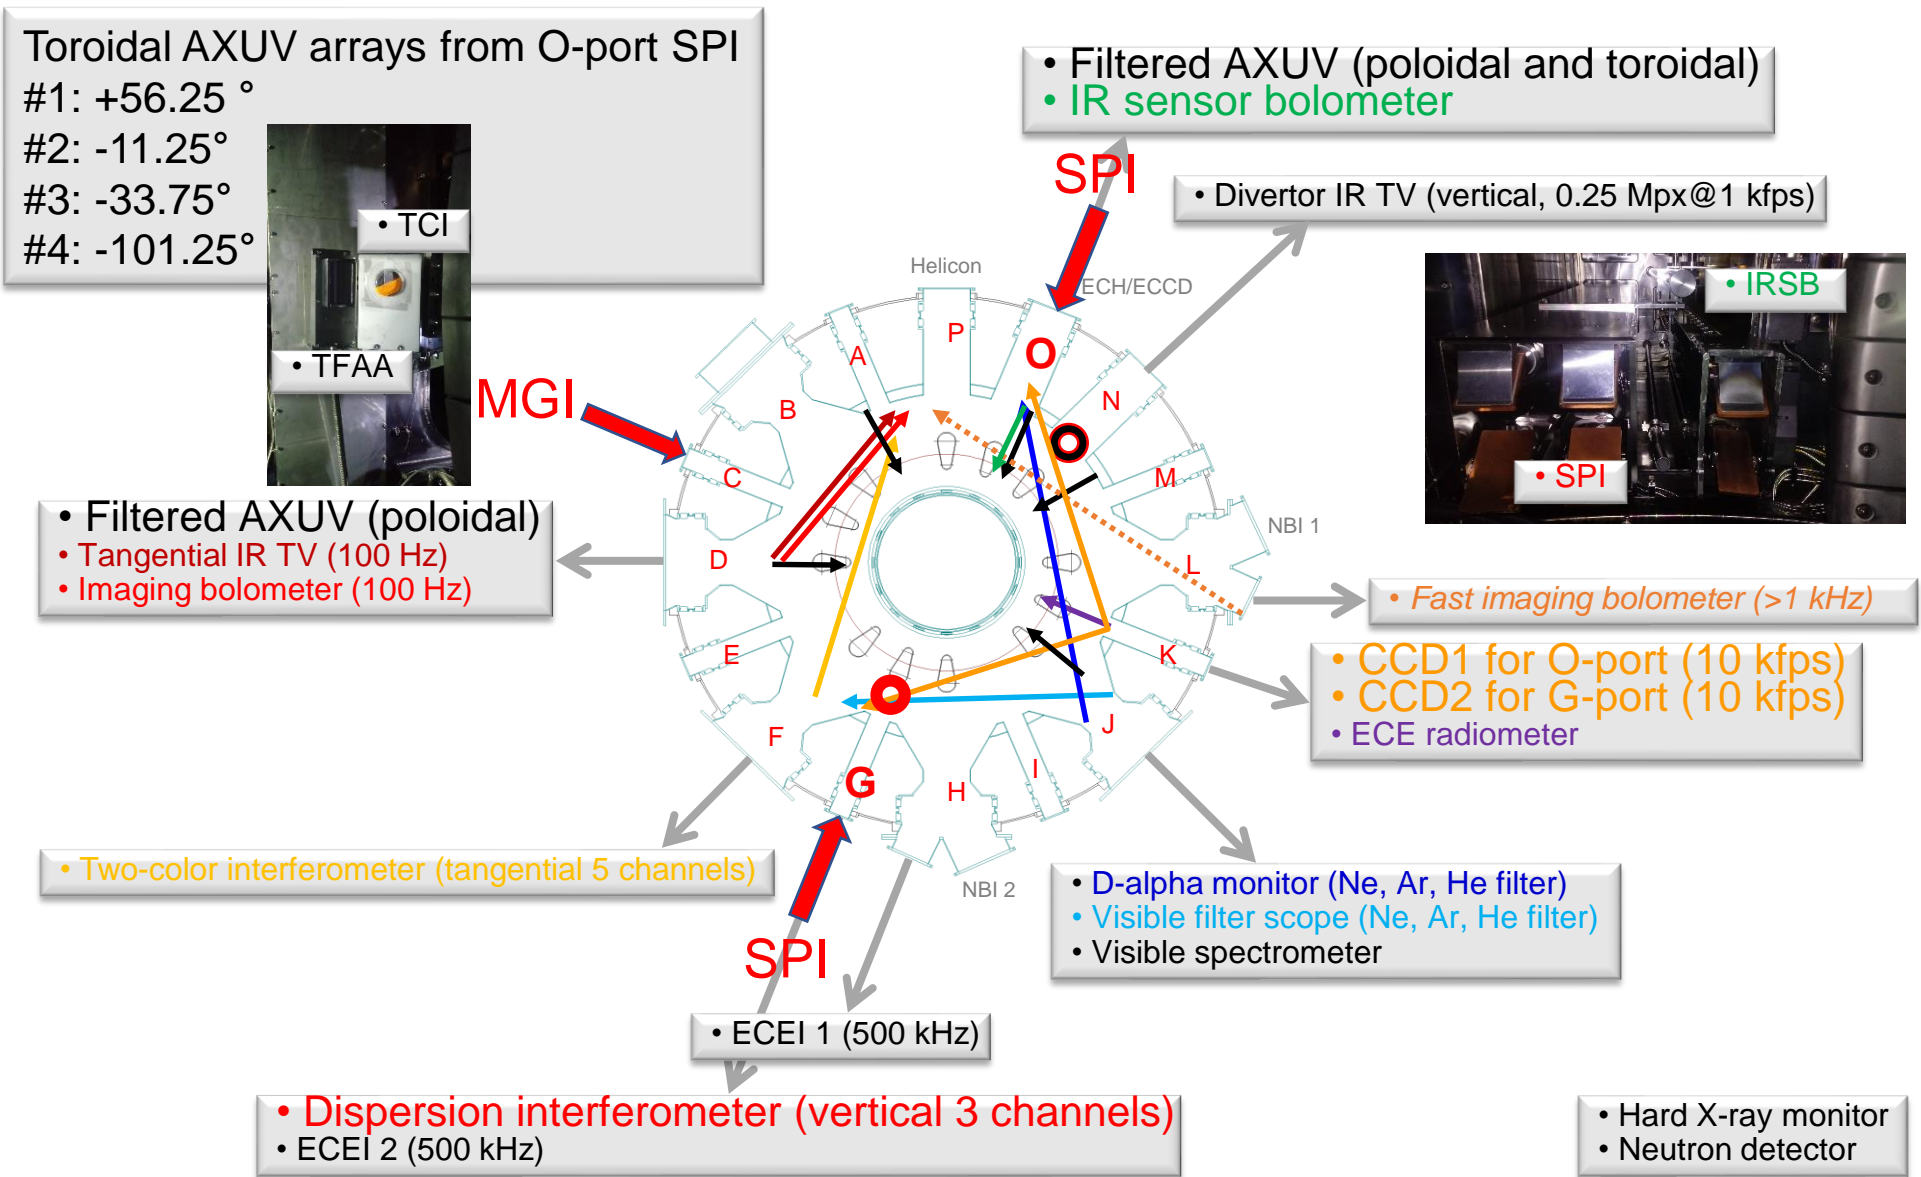 Toroidal AXUV arrays from O-port SPI
#1: +56.25 °
#2: -11.25°
#3: -33.75°
#4: -101.25°
• TCI
• TFAA
• Filtered AXUV (poloidal and toroidal)
• IR sensor bolometer
SPI
• Divertor IR TV (vertical, 0.25 Mpx@1 kfps)
• IRSB
• SPI
Helicon
ECH/ECCD
MGI
A
P
O
B
N
C
M
D
L
E
K
F
J
G
H
I
NBI 1
NBI 2
• Filtered AXUV (poloidal)
• Tangential IR TV (100 Hz)
• Imaging bolometer (100 Hz)
• Fast imaging bolometer (>1 kHz)
• CCD1 for O-port (10 kfps)
• CCD2 for G-port (10 kfps)
• ECE radiometer
• Two-color interferometer (tangential 5 channels)
• D-alpha monitor (Ne, Ar, He filter)
• Visible filter scope (Ne, Ar, He filter)
• Visible spectrometer
SPI
• ECEI 1 (500 kHz)
• Dispersion interferometer (vertical 3 channels)
• ECEI 2 (500 kHz)
• Hard X-ray monitor
• Neutron detector